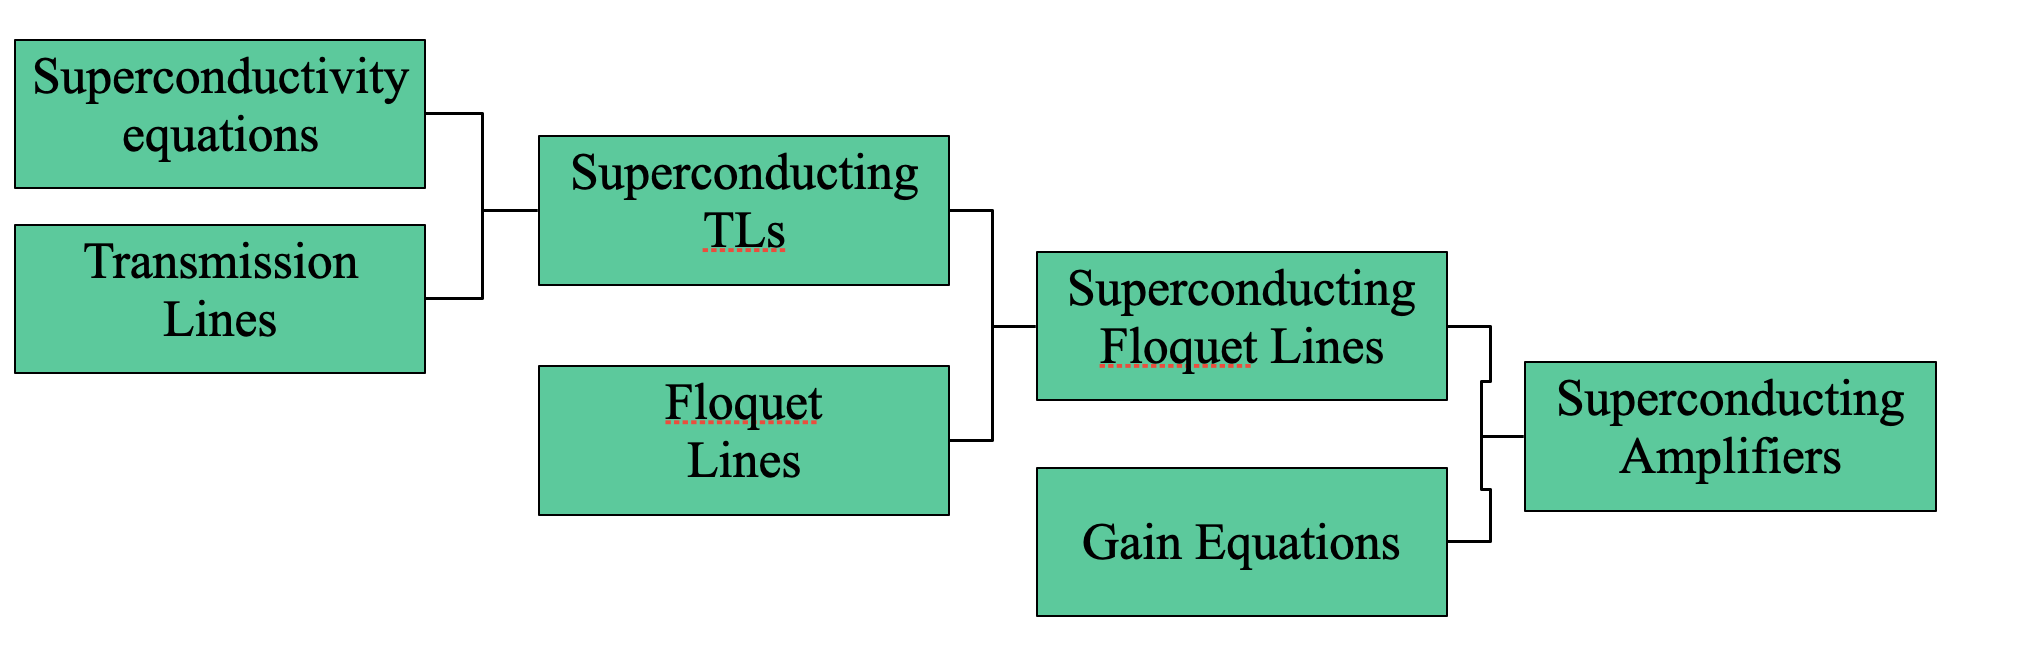 Superconductivity
equations
Transmission
Lines
Superconducting
TLs
Floquet
Lines
Superconducting
Floquet Lines
Gain Equations
Superconducting
Amplifiers